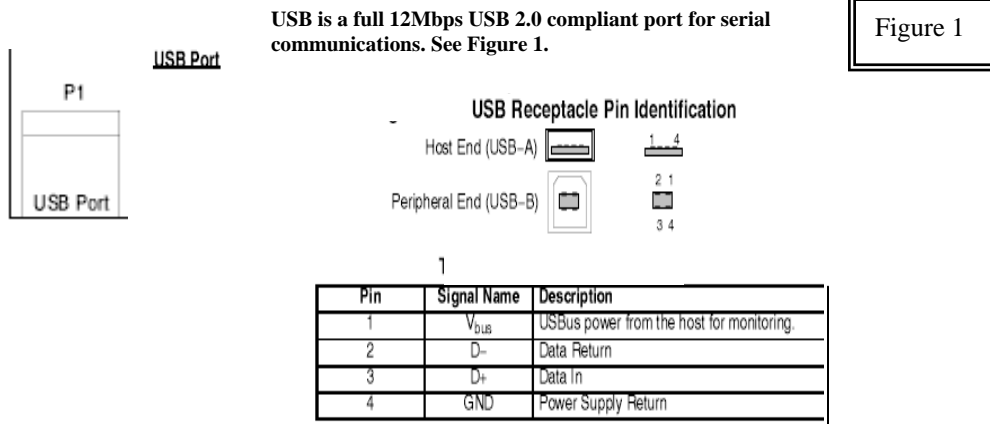 USB is a full 12Mbps USB 2.0 compliant port for serial
communications. See Figure 1.
Figure 1
USB Port
P1
USB Port
USB Receptacle Pin Identification
Host End (USB-A)
1 4
Peripheral End (USB-B)
2 1
3 4
Pin Signal Name Description
1 Vbus USBus power from the host for monitoring.
2 D- Data Return
3 D+ Data In
4 GND Power Supply Return